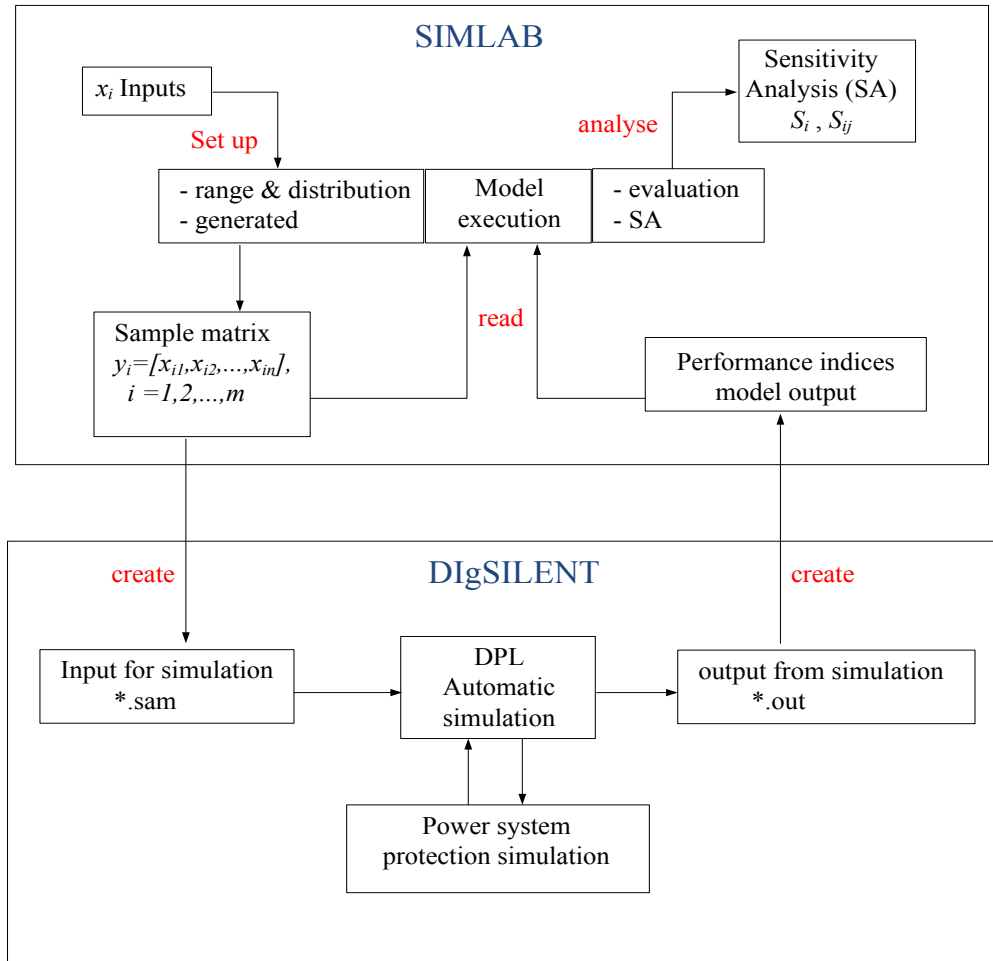 SIMLAB
x_i Inputs
Set up
analyse
Sensitivity
Analysis (SA)
S_i , S_ij
- range & distribution
- generated
Model
execution
- evaluation
- SA
Sample matrix
y_i=[x_i1,x_i2,...,x_in],
i =1,2,...,m
read
Performance indices
model output
create
DIgSILENT
create
Input for simulation
*.sam
DPL
Automatic
simulation
output from simulation
*.out
Power system
protection simulation